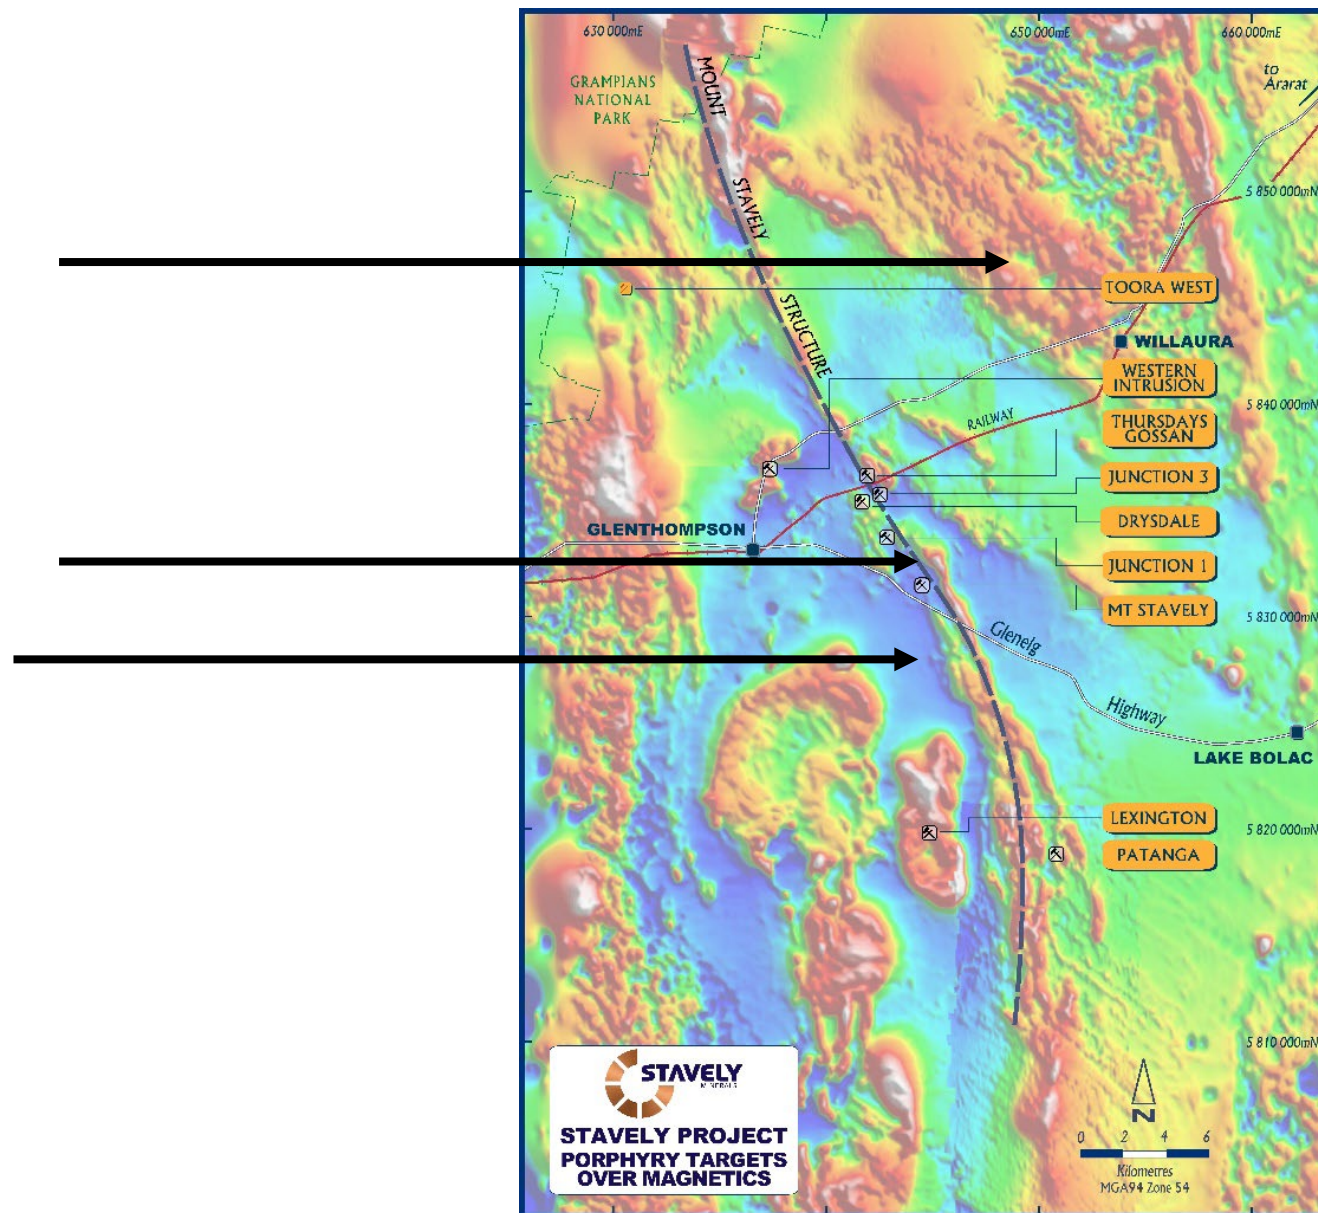 630 000mE
650 000mE
660 000mE
to
Ararat
GRAMPIANS
NATIONAL
PARK
MOUNT
STAVELY
STRUCTURE
5 850 000mN
TOORA WEST
WILLAURA
WESTERN
INTRUSION
5 840 000mN
RAILWAY
THURSDAYS
GOSSAN
JUNCTION 3
DRYSDALE
GLENTHOMPSON
JUNCTION 1
MT STAVELY
5 830 000mN
Glenelg
Highway
LAKE BOLAC
LEXINGTON
5 820 000mN
PATANGA
5 810 000mN
STAVELY
MINERALS
STAVELY PROJECT
PORPHYRY TARGETS
OVER MAGNETICS
N
0 2 4 6
Kilometres
MGA94 Zone 54